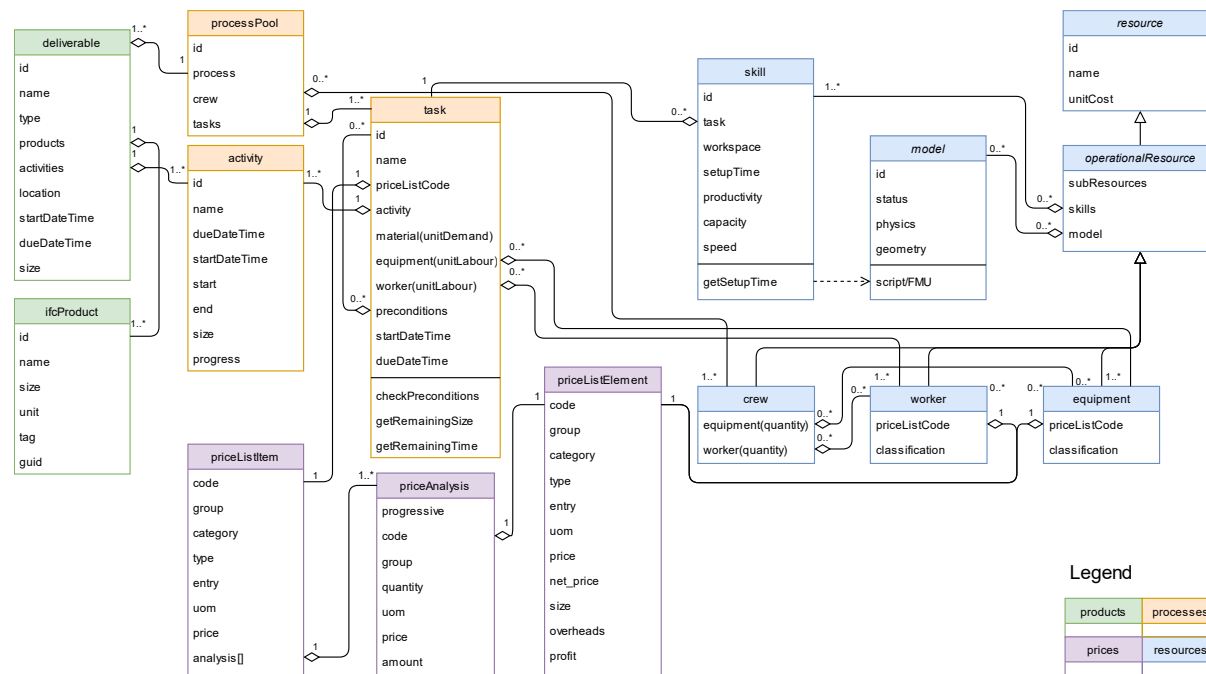 deliverable
id
name
type
products
activities
location
startDateTime
dueDateTime
size
1..*
1
1
1
1..*
1..*
ifcProduct
id
name
size
unit
tag
guid
processPool
id
process
crew
tasks
0..*
1
1..*
activity
id
name
dueDateTime
startDateTime
start
end
size
progress
1..*
task
id
name
priceListCode
activity
material(unitDemand)
equipment(unitLabour)
worker(unitLabour)
preconditions
startDateTime
dueDateTime
checkPreconditions
getRemainingSize
getRemainingTime
1
0..*
1
1
0..*
0..*
0..*
priceListItem
code
group
category
type
entry
uom
price
analysis[]
1
1
1..*
priceAnalysis
progressive
code
group
quantity
uom
price
amount
1
1
priceListElement
code
group
category
type
entry
uom
price
net_price
size
overheads
profit
1
skill
id
task
workspace
setupTime
productivity
capacity
speed
getSetupTime
0..*
1..*
model
id
status
physics
geometry
script/FMU
0..*
resource
id
name
unitCost
operationalResource
subResources
skills
model
0..*
0..*
crew
equipment(quantity)
worker(quantity)
1..*
0..*
0..*
worker
priceListCode
classification
1..*
0..*
1
equipment
priceListCode
classification
0..*
0..*
1..*
1
Legend
products
processes
prices
resources